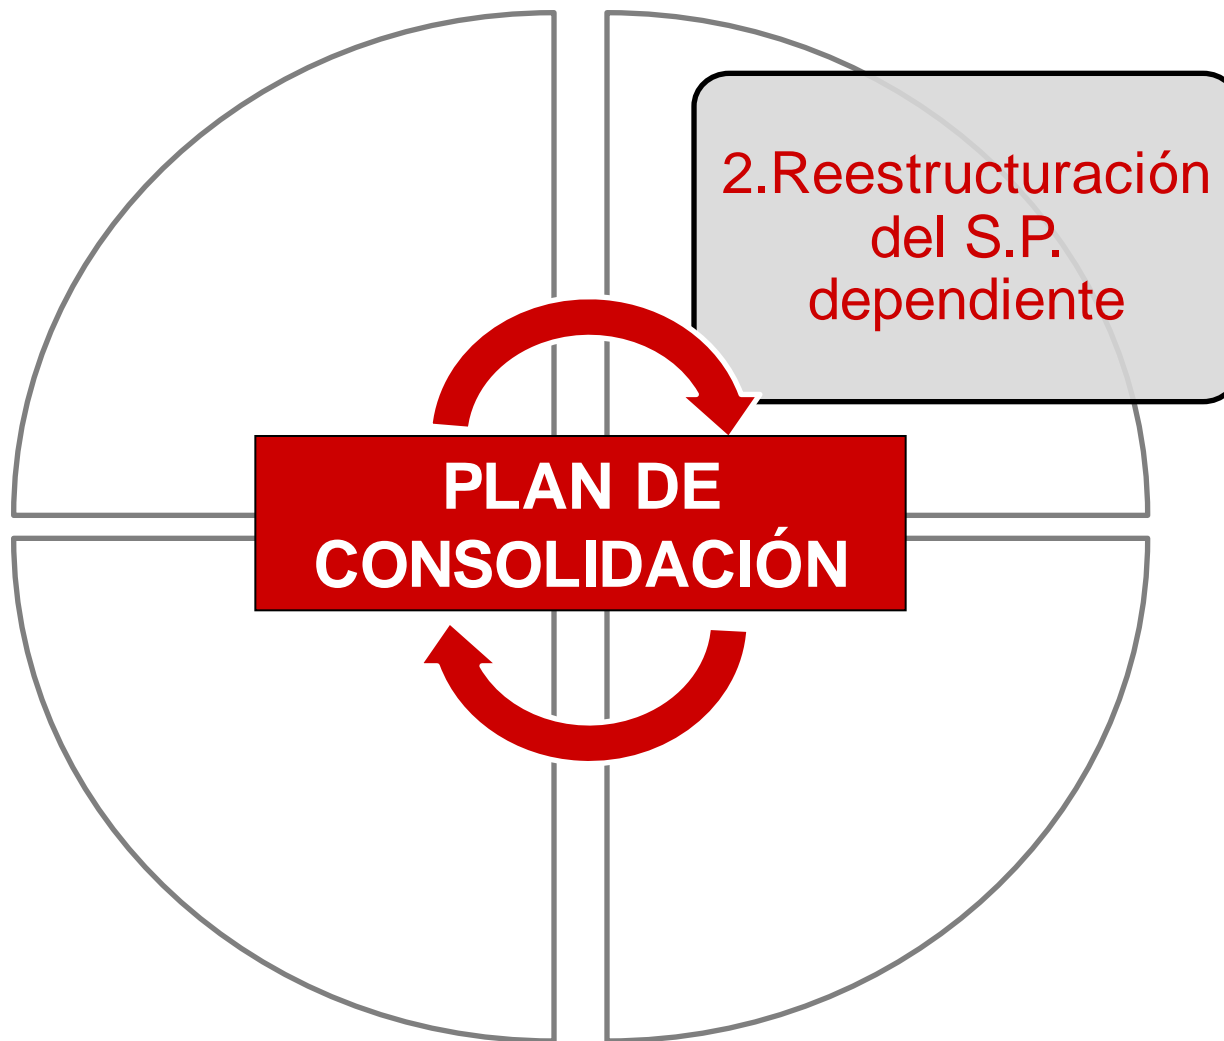 2.Reestructuración
del S.P.
dependiente
PLAN DE
CONSOLIDACIÓN